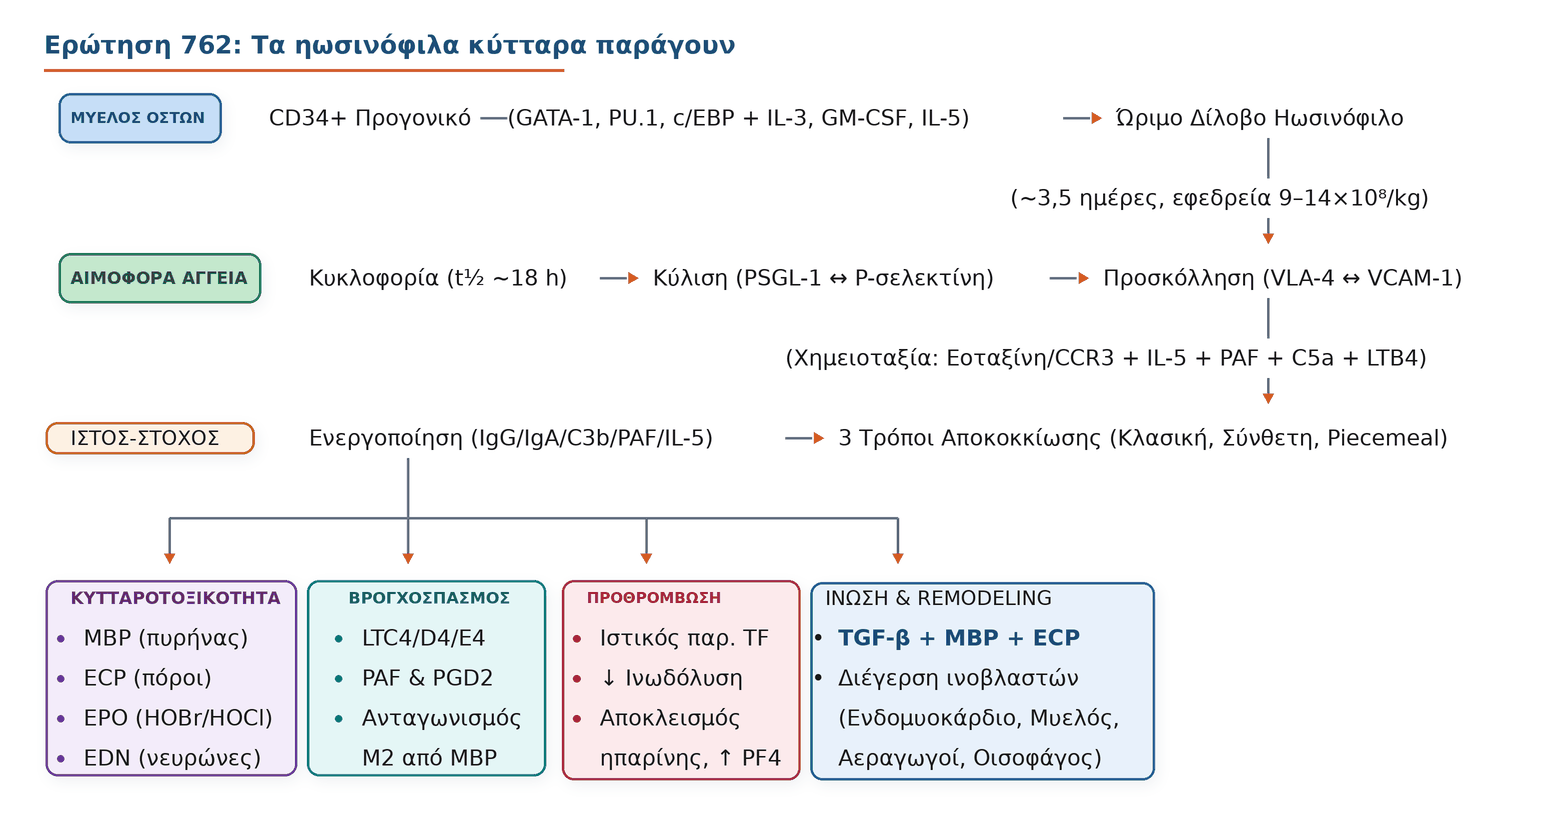 Ερώτηση 762: Τα ηωσινόφιλα κύτταρα παράγουν
ΜΥΕΛΟΣ ΟΣΤΩΝ CD34+ Προγονικό (GATA-1, PU.1, c/EBP + IL-3, GM-CSF, IL-5) Ώριμο Δίλοβο Ηωσινόφιλο
(~3,5 ημέρες, εφεδρεία 9–14×10⁸/kg)
ΑΙΜΟΦΟΡΑ ΑΓΓΕΙΑ Κυκλοφορία (t½ ~18 h) Κύλιση (PSGL-1 ↔ P-σελεκτίνη) Προσκόλληση (VLA-4 ↔ VCAM-1)
(Χημειοταξία: Εοταξίνη/CCR3 + IL-5 + PAF + C5a + LTB4)
ΙΣΤΟΣ-ΣΤΟΧΟΣ Ενεργοποίηση (IgG/IgA/C3b/PAF/IL-5) 3 Τρόποι Αποκοκκίωσης (Κλασική, Σύνθετη, Piecemeal)
ΚΥΤΤΑΡΟΤΟΞΙΚΟΤΗΤΑ
• MBP (πυρήνας)
• ECP (πόροι)
• EPO (HOBr/HOCl)
• EDN (νευρώνες)
ΒΡΟΓΧΟΣΠΑΣΜΟΣ
• LTC4/D4/E4
• PAF & PGD2
• Ανταγωνισμός
M2 από MBP
ΠΡΟΘΡΟΜΒΩΣΗ
• Ιστικός παρ. TF
• ↓ Ινωδόλυση
• Αποκλεισμός
ηπαρίνης, ↑ PF4
ΙΝΩΣΗ & REMODELING
• TGF-β + MBP + ECP
• Διέγερση ινοβλαστών
(Ενδομυοκάρδιο, Μυελός,
Αεραγωγοί, Οισοφάγος)